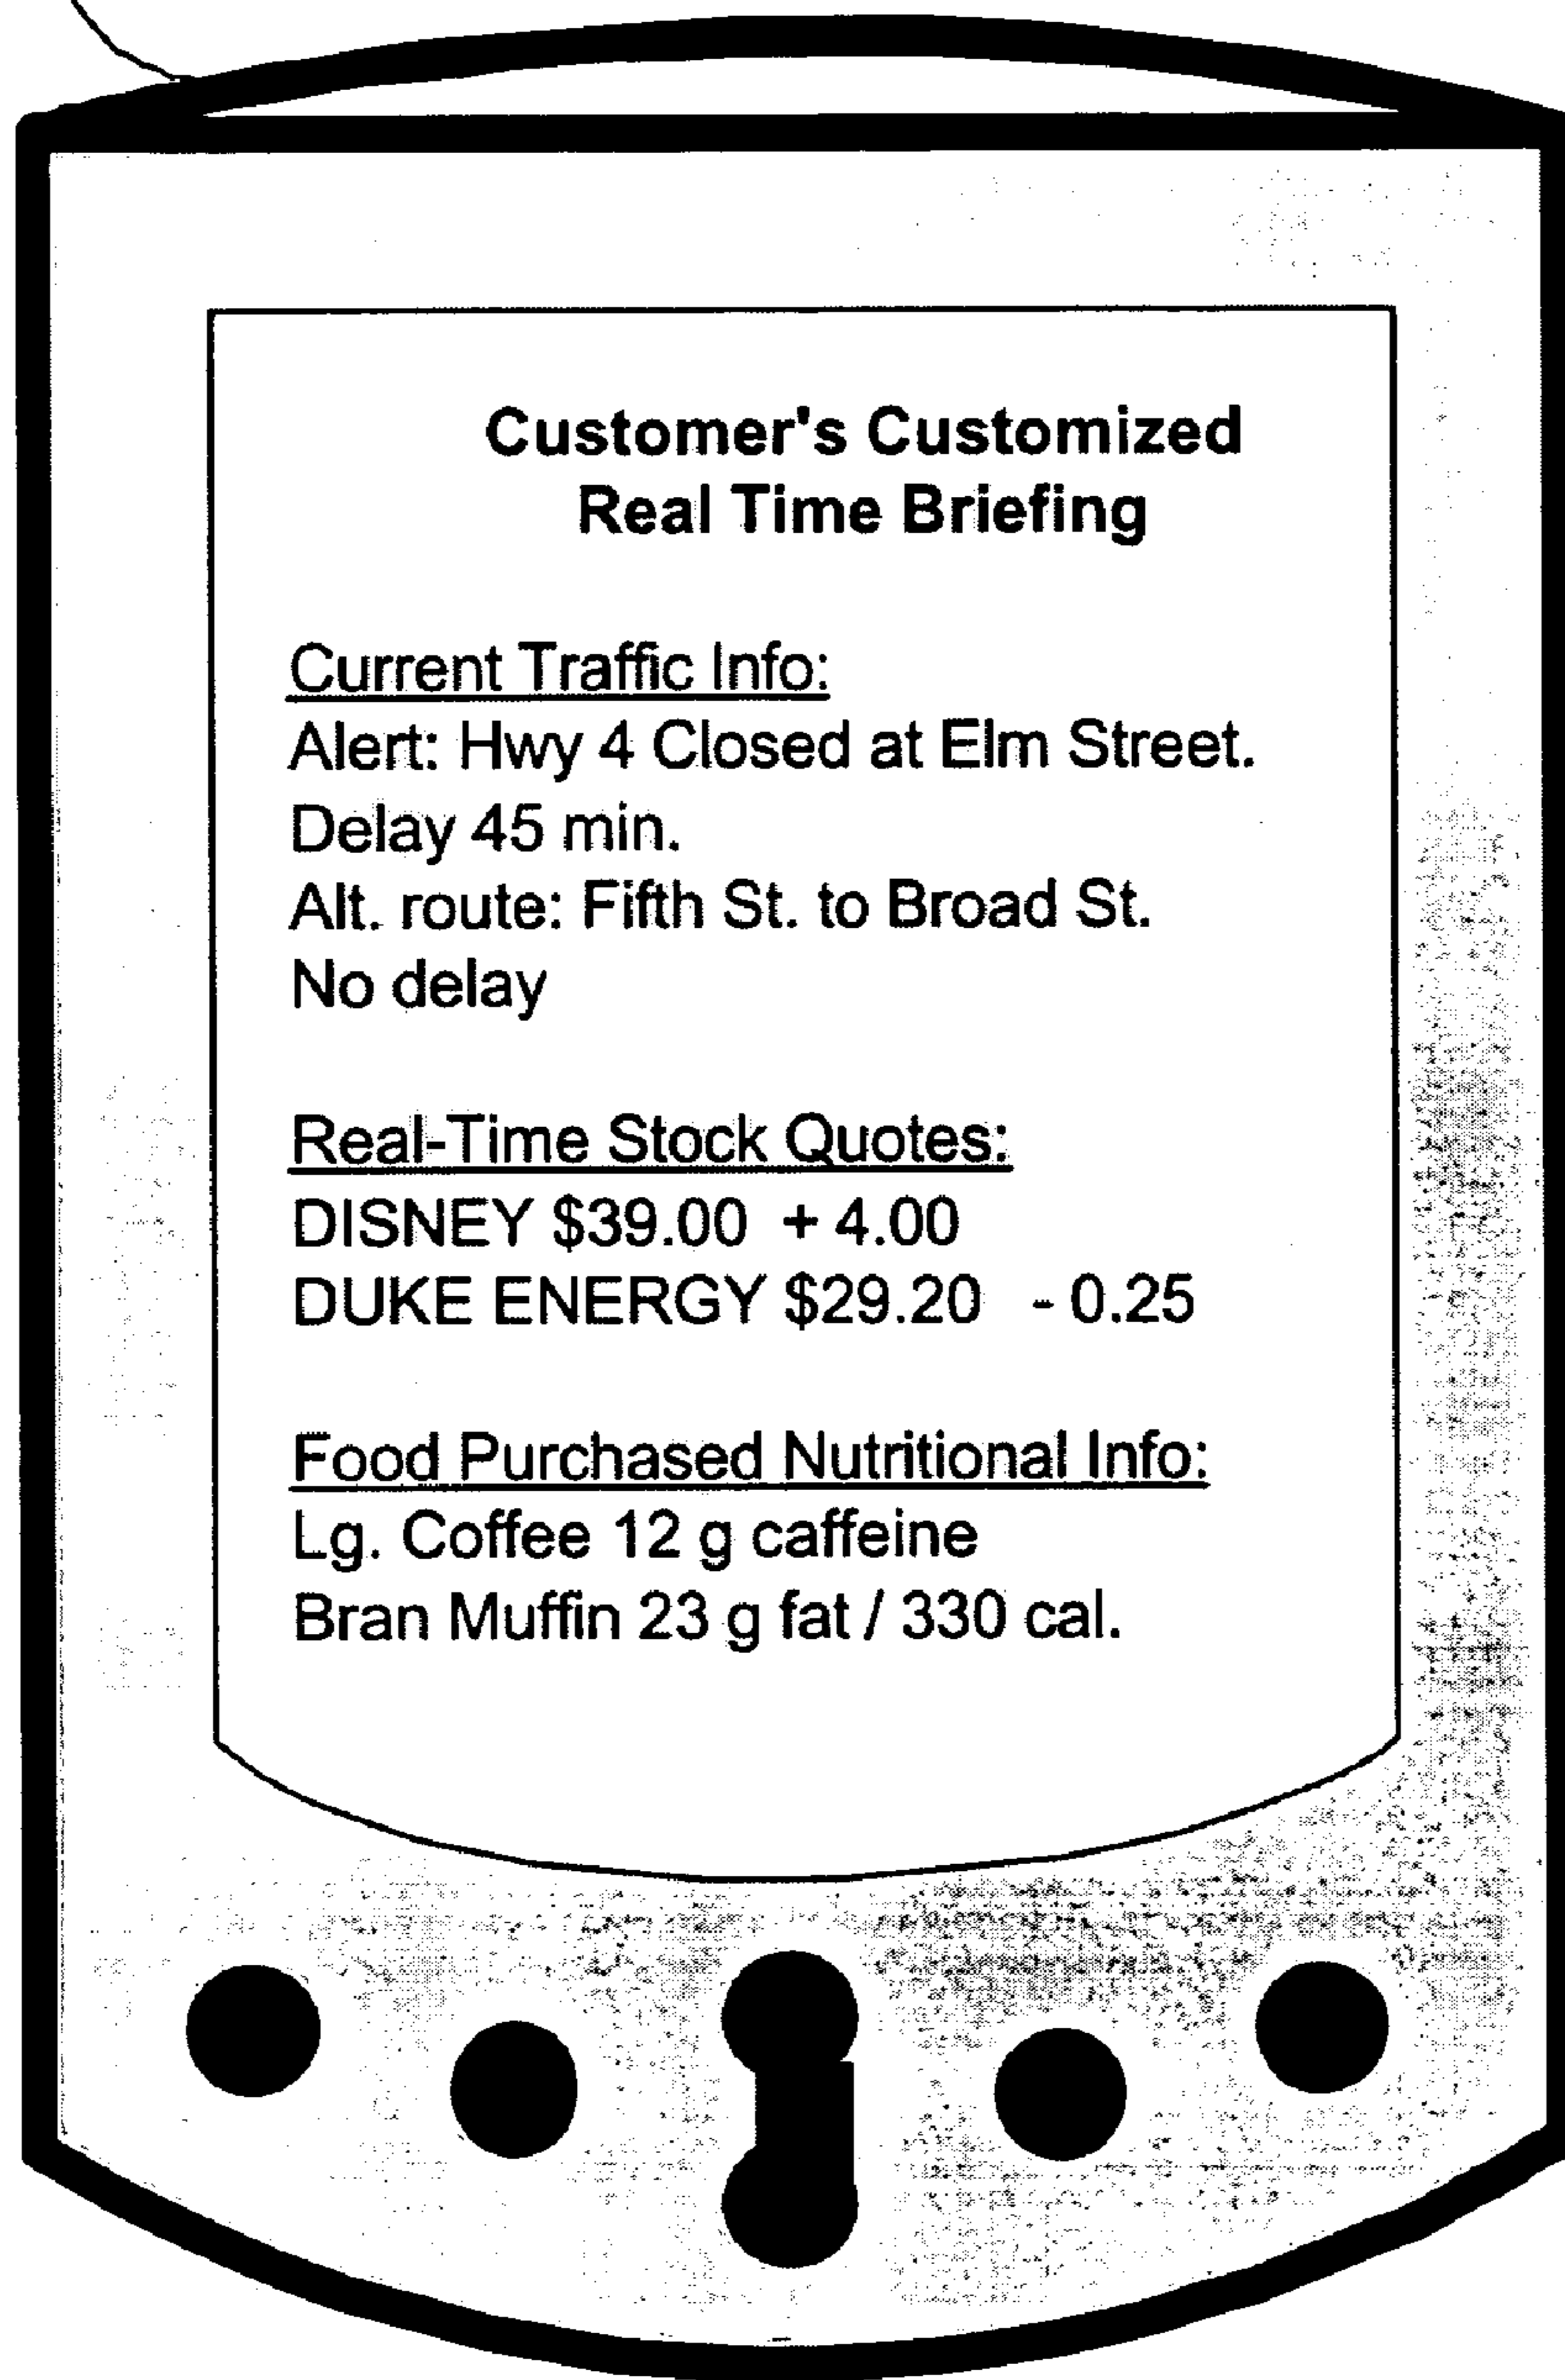 Customer's Customized
Real Time Briefing
Current Traffic Info:
Alert: Hwy 4 Closed at Elm Street.
Delay 45 min.
Alt. route: Fifth St. to Broad St.
No delay
Real-Time Stock Quotes:
DISNEY $39.00 + 4.00
DUKE ENERGY $29.20 - 0.25
Food Purchased Nutritional Info:
Lg. Coffee 12 g caffeine
Bran Muffin 23 g fat / 330 cal.